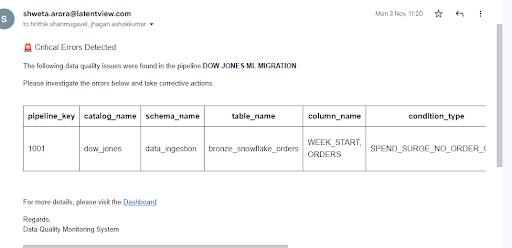 S
shweta.arora@latentview.com
Mon 3 Nov, 11:20
to hrithik.shanmugavel, jhagan.ashokkumar
🚨 Critical Errors Detected
The following data quality issues were found in the pipeline DOW JONES ML MIGRATION
Please investigate the errors below and take corrective actions.
pipeline_key catalog_name schema_name table_name column_name condition_type
1001 dow_jones data_ingestion bronze_snowflake_orders WEEK_START, ORDERS SPEND_SURGE_NO_ORDER_
For more details, please visit the Dashboard
Regards,
Data Quality Monitoring System